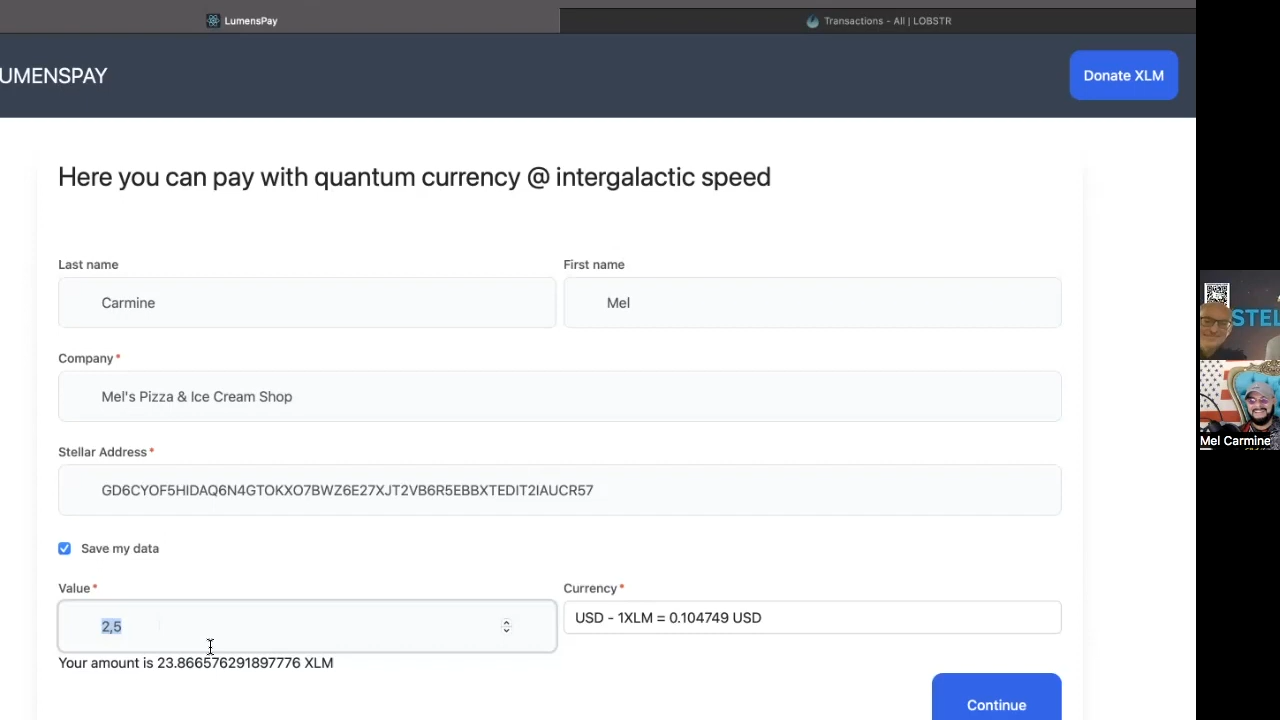 LumensPay
Transactions - All | LOBSTR
UMENSPAY
Donate XLM
Here you can pay with quantum currency @ intergalactic speed
Last name
First name
Carmine
Mel
Company*
Mel's Pizza & Ice Cream Shop
Stellar Address*
GD6CYOF5HIDAQ6N4GTOKXO7BWZ6E27XJT2VB6R5EBBXTEDIT2IAUCR57
Save my data
Value*
Currency*
2,5
USD - 1XLM = 0.104749 USD
Your amount is 23.866576291897776 XLM
Continue
STEL
Mel Carmine